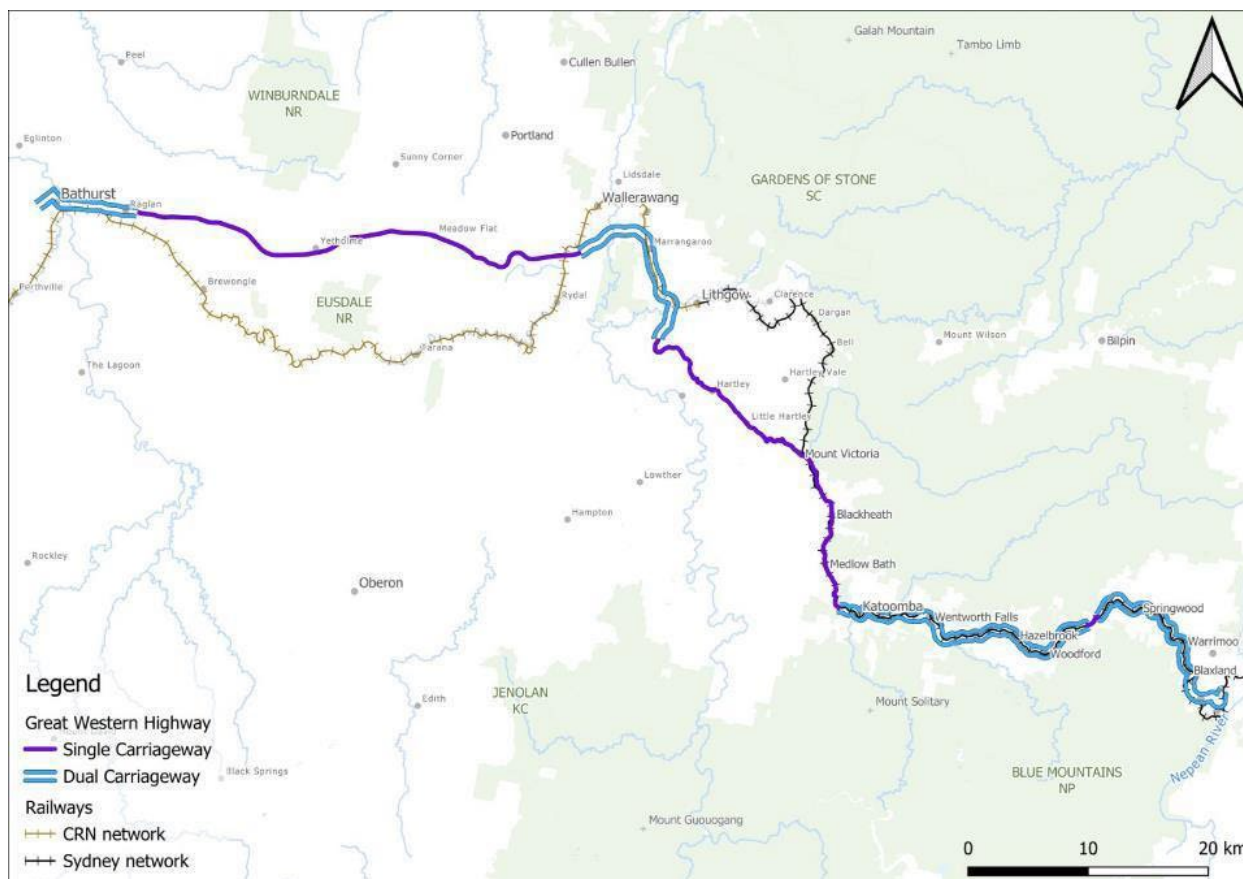 Galah Mountain
Tambo Limb
Peel
Cullen Bullen
WINBURNDALE
NR
Portland
Eglinton
Sunny Corner
Lidsdale
GARDENS OF STONE
SC
Bathurst
Wallerawang
Raglan
Meadow Flat
Yethdime
Marrangaroo
Brewongle
Perthville
EUSDALE
NR
Rydal
Lithgow
Clarence
Dargan
Bell
Mount Wilson
Bilpin
Tarana
The Lagoon
Hartley Vale
Hartley
Little Hartley
Mount Victoria
Lowther
Hampton
Blackheath
Rockley
Medlow Bath
Oberon
Katoomba
Wentworth Falls
Springwood
Hazelbrook
Woodford
Warrimoo
Blaxland
Legend
JENOLAN
KC
Edith
Mount Solitary
Great Western Highway
Single Carriageway
Nepean River
Dual Carriageway
Black Springs
BLUE MOUNTAINS
NP
Railways
CRN network
Mount Guouogang
Sydney network
0 10 20 km